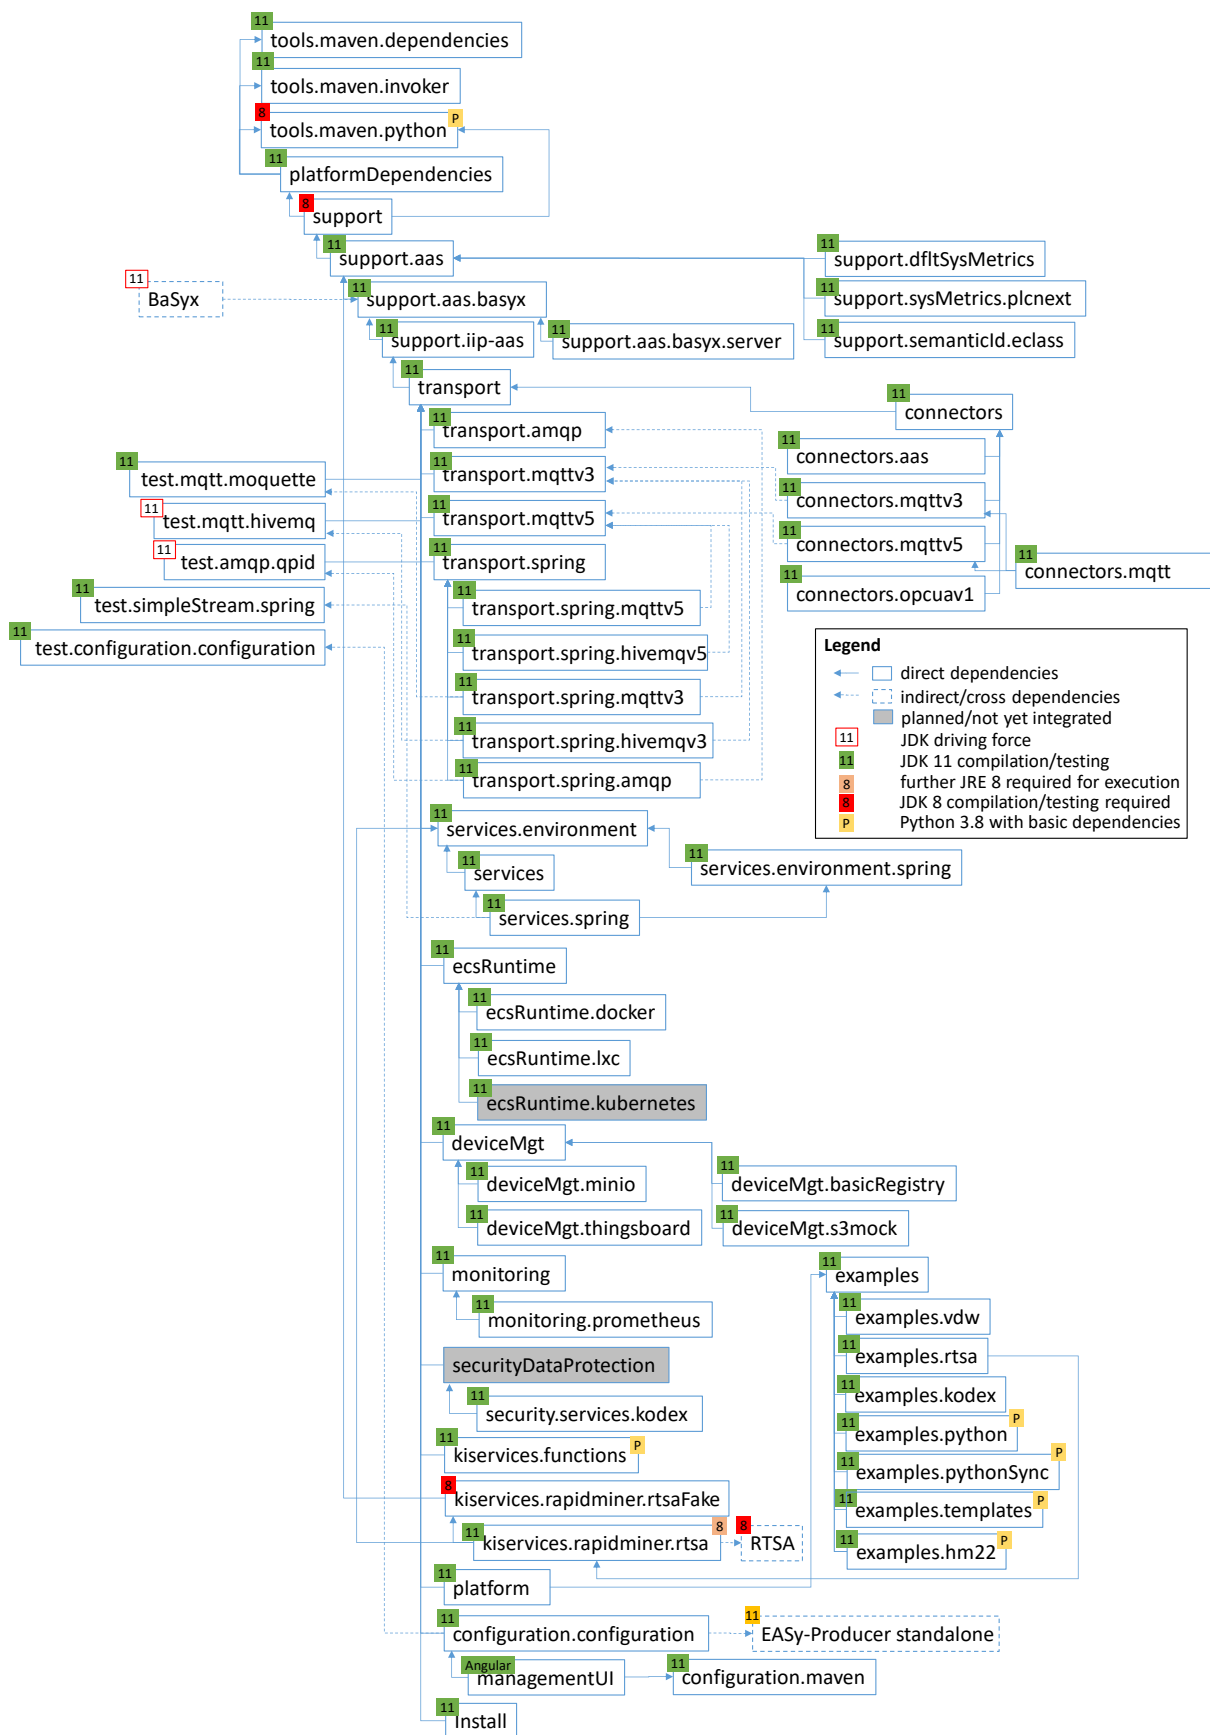 11
tools.maven.dependencies
11
tools.maven.invoker
8
P
tools.maven.python
11
platformDependencies
8
support
11
support.aas
11
support.dfltSysMetrics
11
BaSyx
11
support.aas.basyx
11
support.sysMetrics.plcnext
11
support.iip-aas
11
support.aas.basyx.server
11
support.semanticId.eclass
11
transport
11
connectors
11
transport.amqp
11
connectors.aas
11
test.mqtt.moquette
11
transport.mqttv3
11
connectors.mqttv3
11
test.mqtt.hivemq
11
transport.mqttv5
11
connectors.mqttv5
11
test.amqp.qpid
11
transport.spring
11
connectors.mqtt
11
connectors.opcuav1
11
test.simpleStream.spring
11
transport.spring.mqttv5
11
test.configuration.configuration
11
transport.spring.hivemqv5
11
transport.spring.mqttv3
11
transport.spring.hivemqv3
11
transport.spring.amqp
Legend
direct dependencies
indirect/cross dependencies
planned/not yet integrated
11 JDK driving force
11 JDK 11 compilation/testing
8 further JRE 8 required for execution
8 JDK 8 compilation/testing required
P Python 3.8 with basic dependencies
11
services.environment
11
services
11
services.environment.spring
11
services.spring
11
ecsRuntime
11
ecsRuntime.docker
11
ecsRuntime.lxc
11
ecsRuntime.kubernetes
11
deviceMgt
11
deviceMgt.minio
11
deviceMgt.basicRegistry
11
deviceMgt.thingsboard
11
deviceMgt.s3mock
11
monitoring
11
monitoring.prometheus
securityDataProtection
11
security.services.kodex
11
P
kiservices.functions
8
kiservices.rapidminer.rtsaFake
11
8
kiservices.rapidminer.rtsa
8
RTSA
11
examples
11
examples.vdw
11
examples.rtsa
11
examples.kodex
11
P
examples.python
11
P
examples.pythonSync
11
P
examples.templates
11
P
examples.hm22
11
platform
11
configuration.configuration
11
EASy-Producer standalone
Angular
managementUI
11
configuration.maven
11
Install